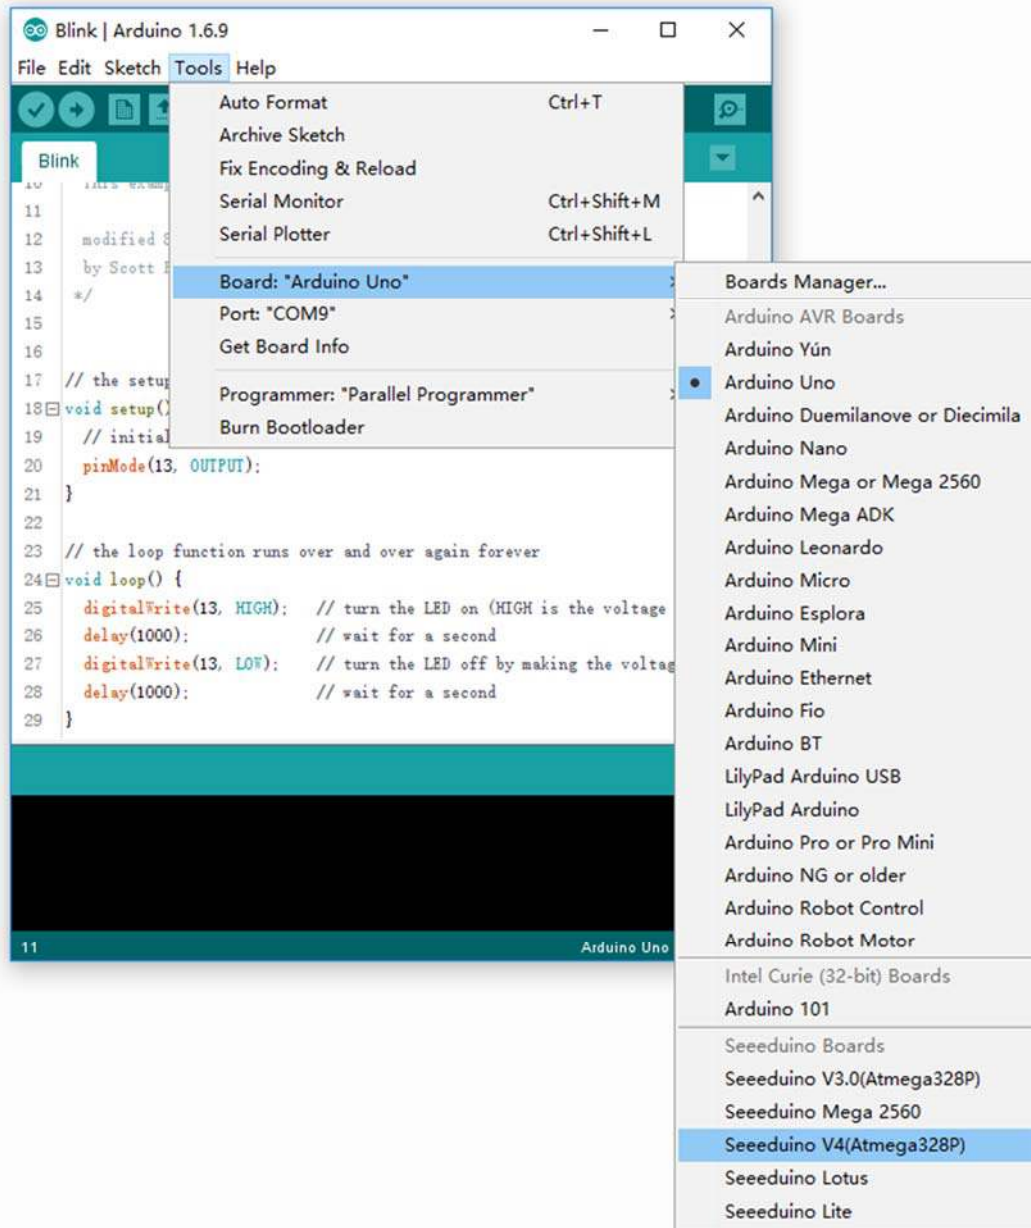 Blink | Arduino 1.6.9
File Edit Sketch Tools Help
Auto Format Ctrl+T
Archive Sketch
Fix Encoding & Reload
Serial Monitor Ctrl+Shift+M
Serial Plotter Ctrl+Shift+L
Board: "Arduino Uno"
Port: "COM9"
Get Board Info
Programmer: "Parallel Programmer"
Burn Bootloader
Blink
10 This examp
11
12 modified 8
13 by Scott
14 */
15
16
17 // the setup
18 void setup()
19 // initial
20 pinMode(13, OUTPUT);
21 }
22
23 // the loop function runs over and over again forever
24 void loop() {
25 digitalWrite(13, HIGH); // turn the LED on (HIGH is the voltage
26 delay(1000); // wait for a second
27 digitalWrite(13, LOW); // turn the LED off by making the voltag
28 delay(1000); // wait for a second
29 }
11 Arduino Uno
Boards Manager...
Arduino AVR Boards
Arduino Yún
Arduino Uno
Arduino Duemilanove or Diecimila
Arduino Nano
Arduino Mega or Mega 2560
Arduino Mega ADK
Arduino Leonardo
Arduino Micro
Arduino Esplora
Arduino Mini
Arduino Ethernet
Arduino Fio
Arduino BT
LilyPad Arduino USB
LilyPad Arduino
Arduino Pro or Pro Mini
Arduino NG or older
Arduino Robot Control
Arduino Robot Motor
Intel Curie (32-bit) Boards
Arduino 101
Seeeduino Boards
Seeeduino V3.0(Atmega328P)
Seeeduino Mega 2560
Seeeduino V4(Atmega328P)
Seeeduino Lotus
Seeeduino Lite